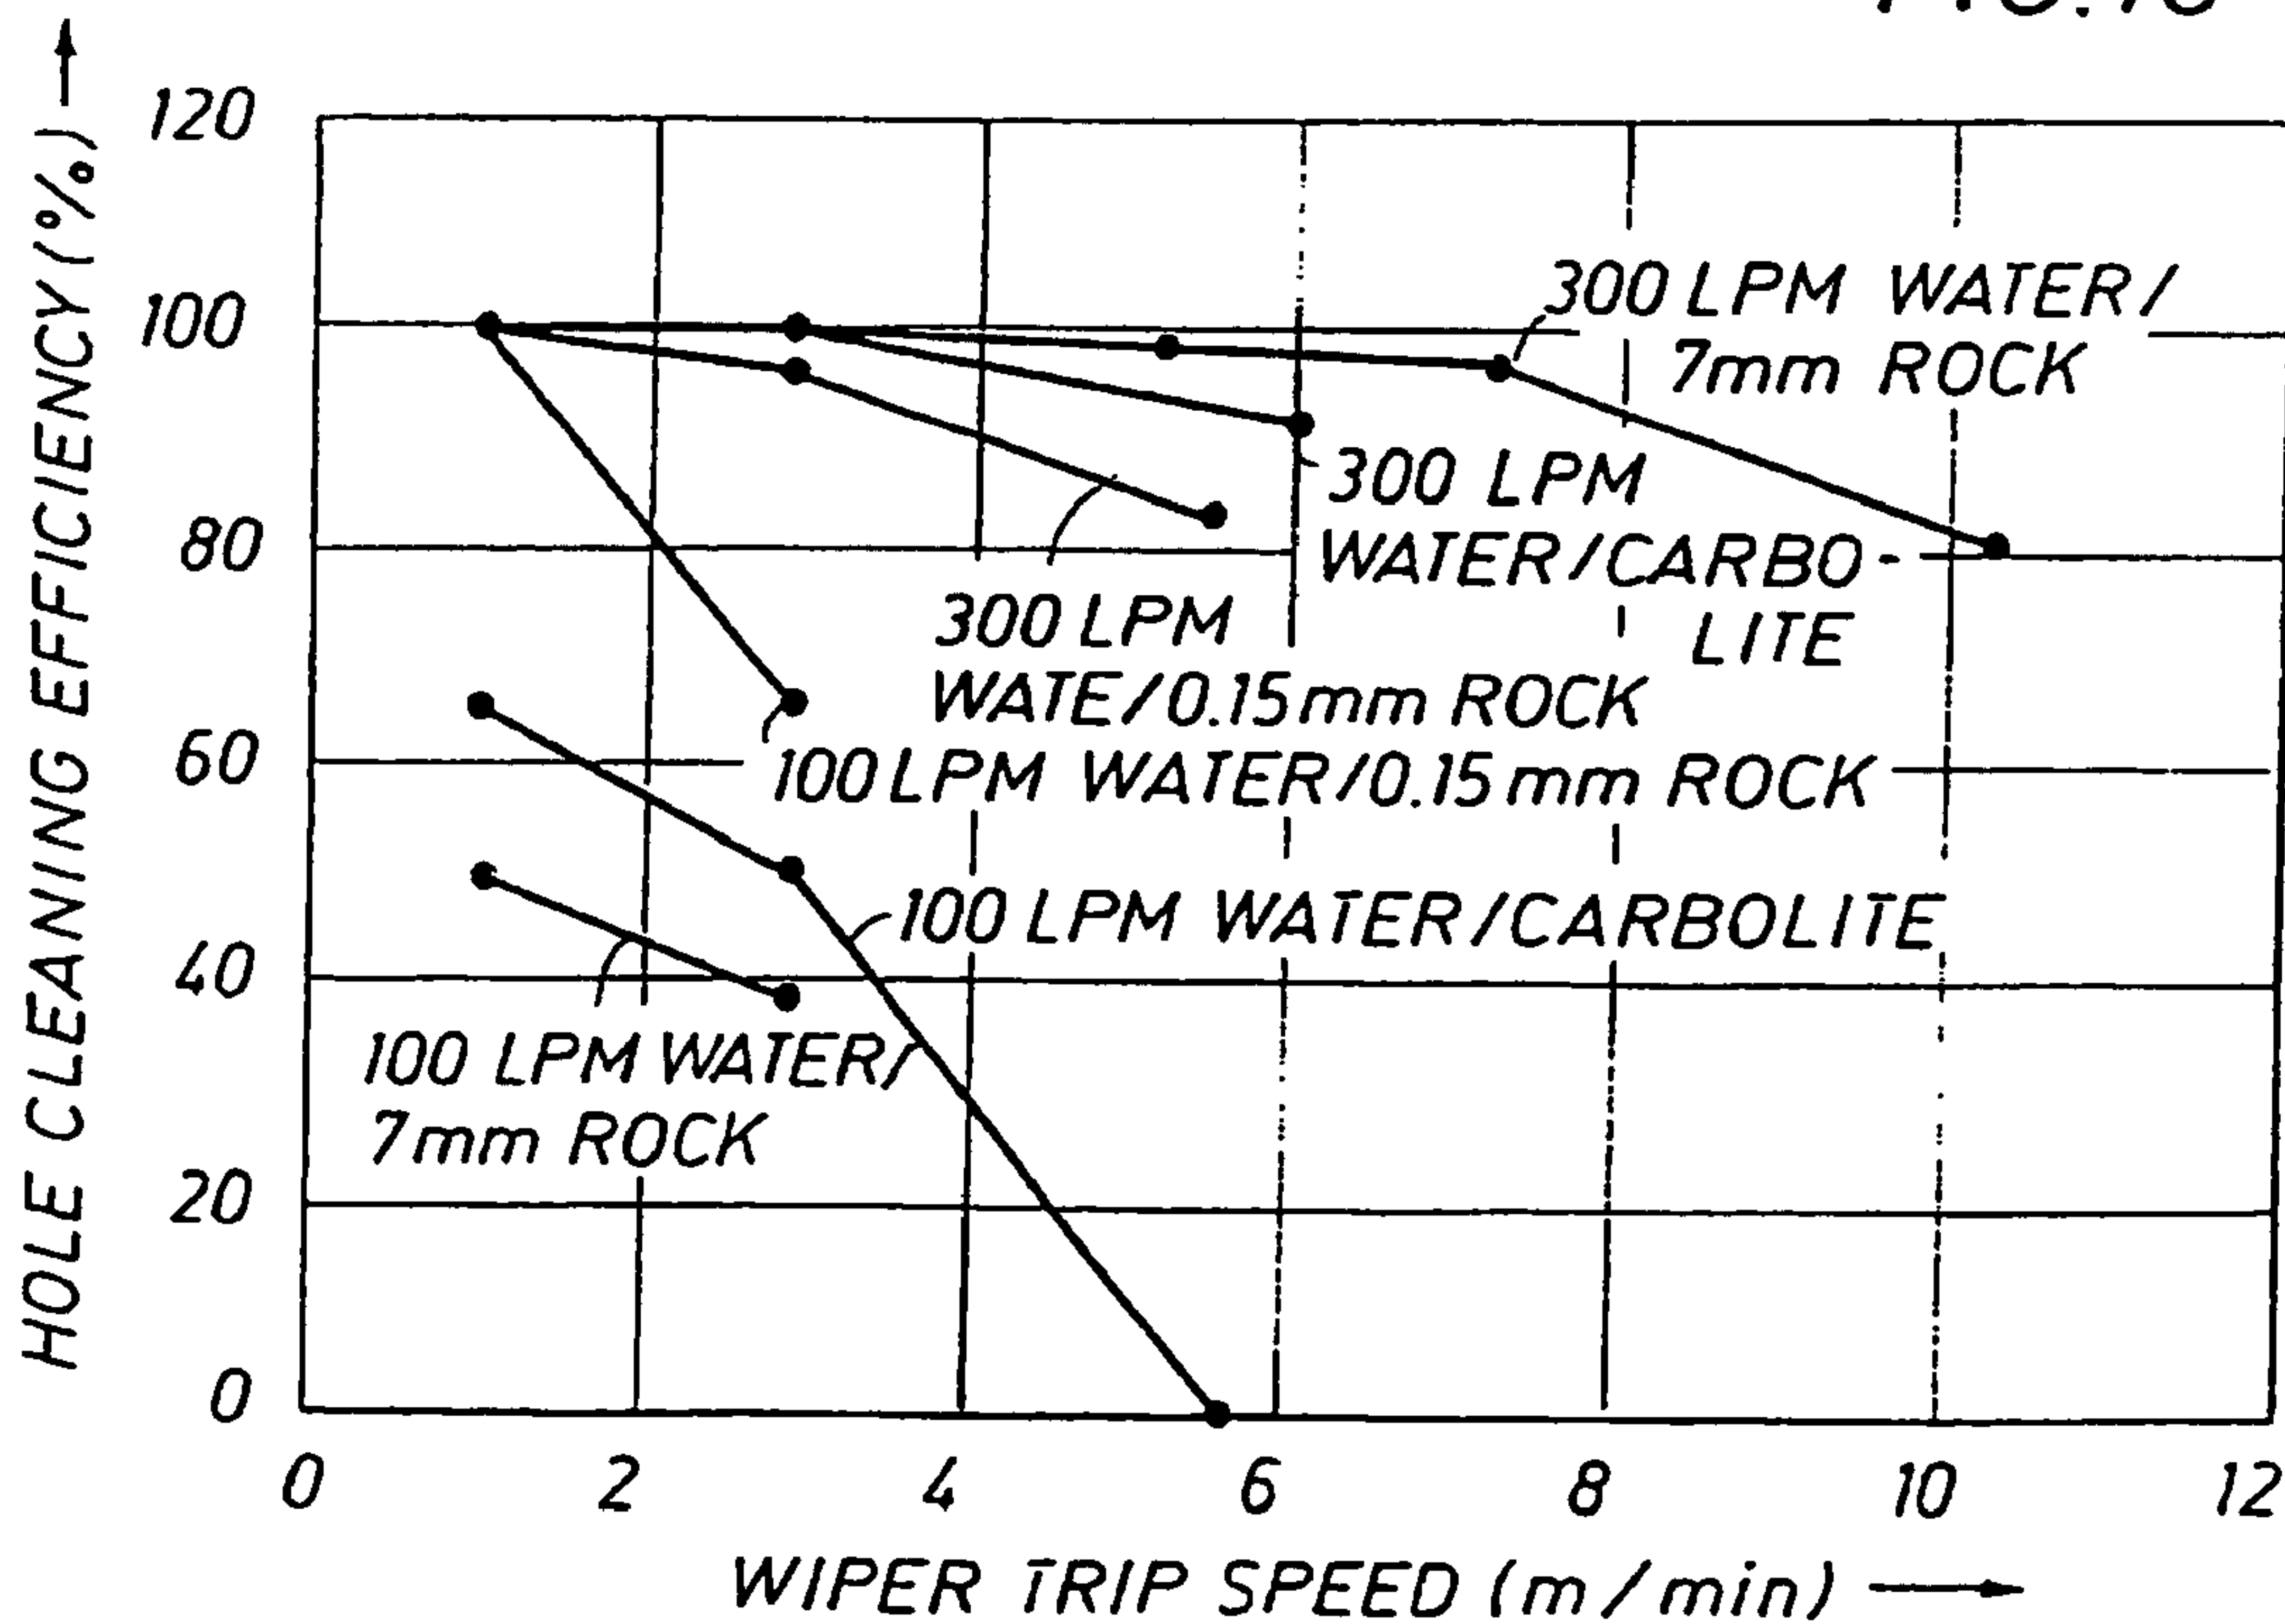 HOLE CLEANING EFFICIENCY (%)
120
100
80
60
40
20
0
300 LPM WATER/
7mm ROCK
300 LPM
WATER/CARBO-
LITE
300 LPM
WATE/0.15mm ROCK
100 LPM WATER/0.15mm ROCK
100 LPM WATER/CARBOLITE
100 LPM WATER/
7mm ROCK
0 2 4 6 8 10 12
WIPER TRIP SPEED (m/min)